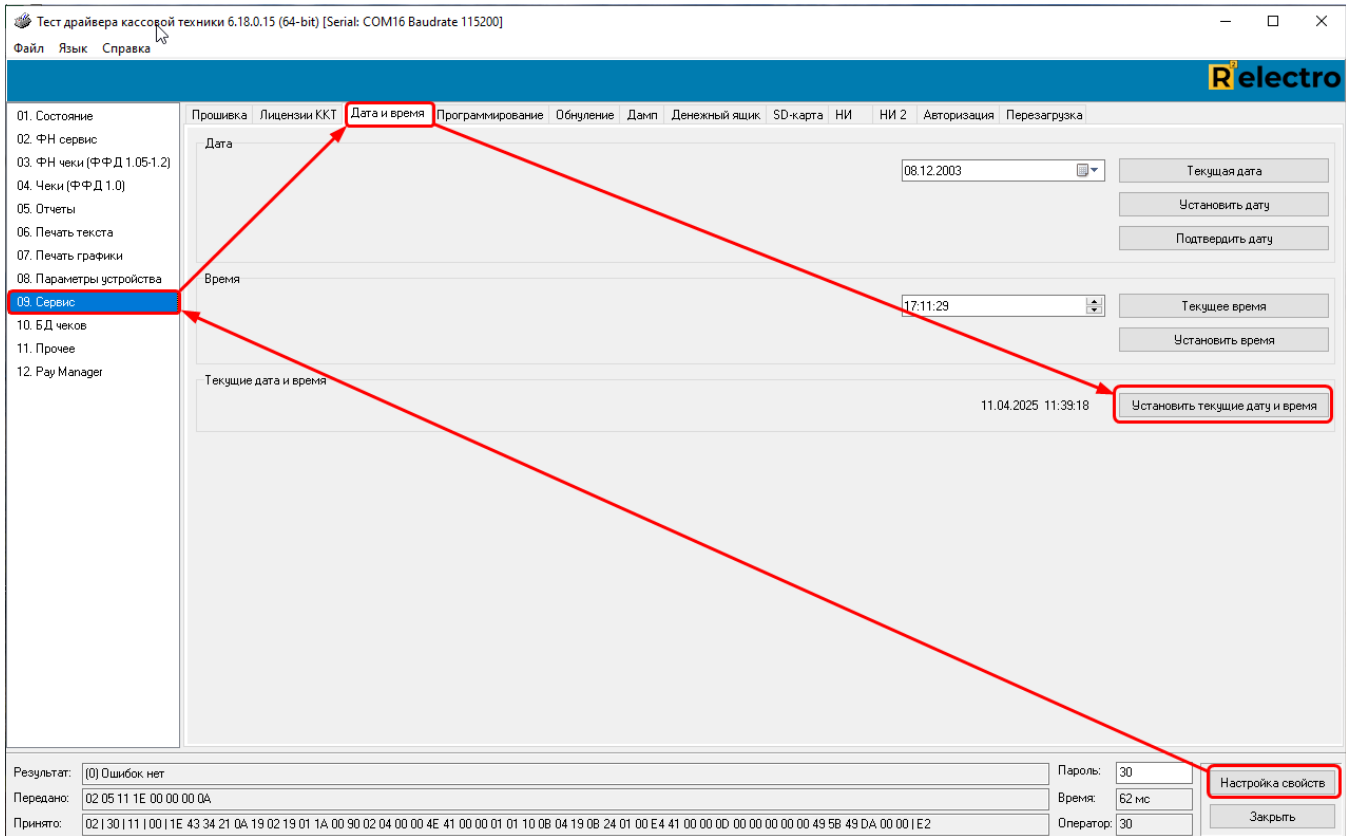 Тест драйвера кассовой техники 6.18.0.15 (64-bit) [Serial: COM16 Baudrate 115200]
Файл Язык Справка
R2electro
01. Состояние
02. ФН сервис
03. ФН чеки (ФФД 1.05-1.2)
04. Чеки (ФФД 1.0)
05. Отчеты
06. Печать текста
07. Печать графики
08. Параметры устройства
09. Сервис
10. БД чеков
11. Прочее
12. Pay Manager
Прошивка Лицензии ККТ Дата и время Программирование Обнуление Дамп Денежный ящик SD-карта НИ НИ 2 Авторизация Перезагрузка
Дата
08.12.2003 Текущая дата
Установить дату
Подтвердить дату
Время
17:11:29 Текущее время
Установить время
Текущие дата и время
11.04.2025 11:39:18 Установить текущие дату и время
Результат: (0) Ошибок нет Пароль: 30 Настройка свойств
Передано: 02 05 11 1E 00 00 00 0A Время: 62 мс
Принято: 02 | 30 | 11 | 00 | 1E 43 34 21 0A 19 02 19 01 1A 00 90 02 04 00 00 4E 41 00 00 01 01 10 0B 04 19 0B 24 01 00 E4 41 00 00 0D 00 00 00 00 00 49 5B 49 DA 00 00 | E2 Оператор: 30 Закрыть